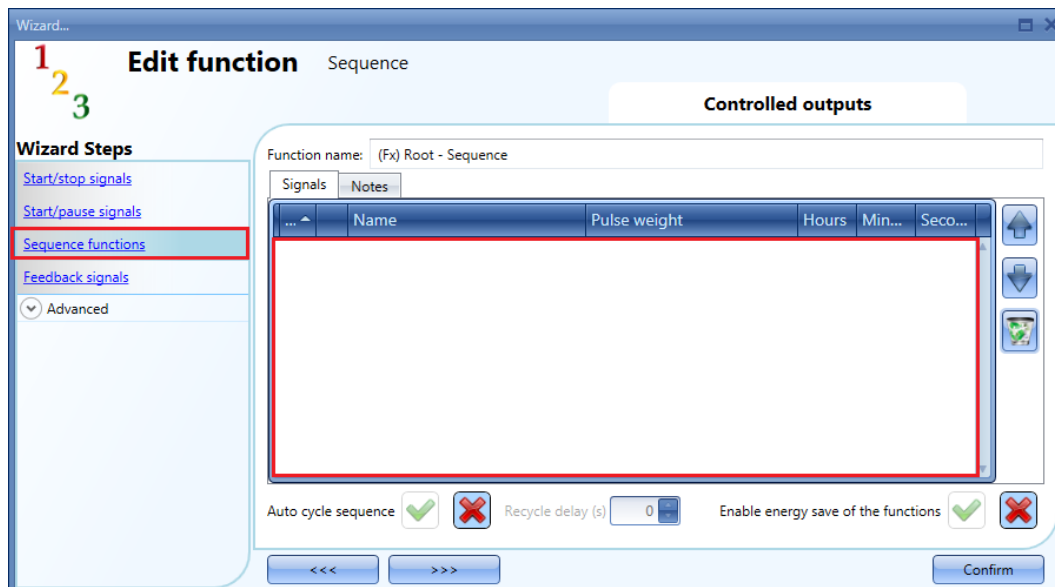 Wizard...
1
2
3
Edit function Sequence
Controlled outputs
Wizard Steps
Start/stop signals
Start/pause signals
Sequence functions
Feedback signals
Advanced
Function name: (Fx) Root - Sequence
Signals Notes
... Name Pulse weight Hours Min... Seco...
Auto cycle sequence Recycle delay (s) 0 Enable energy save of the functions
<<< >>> Confirm